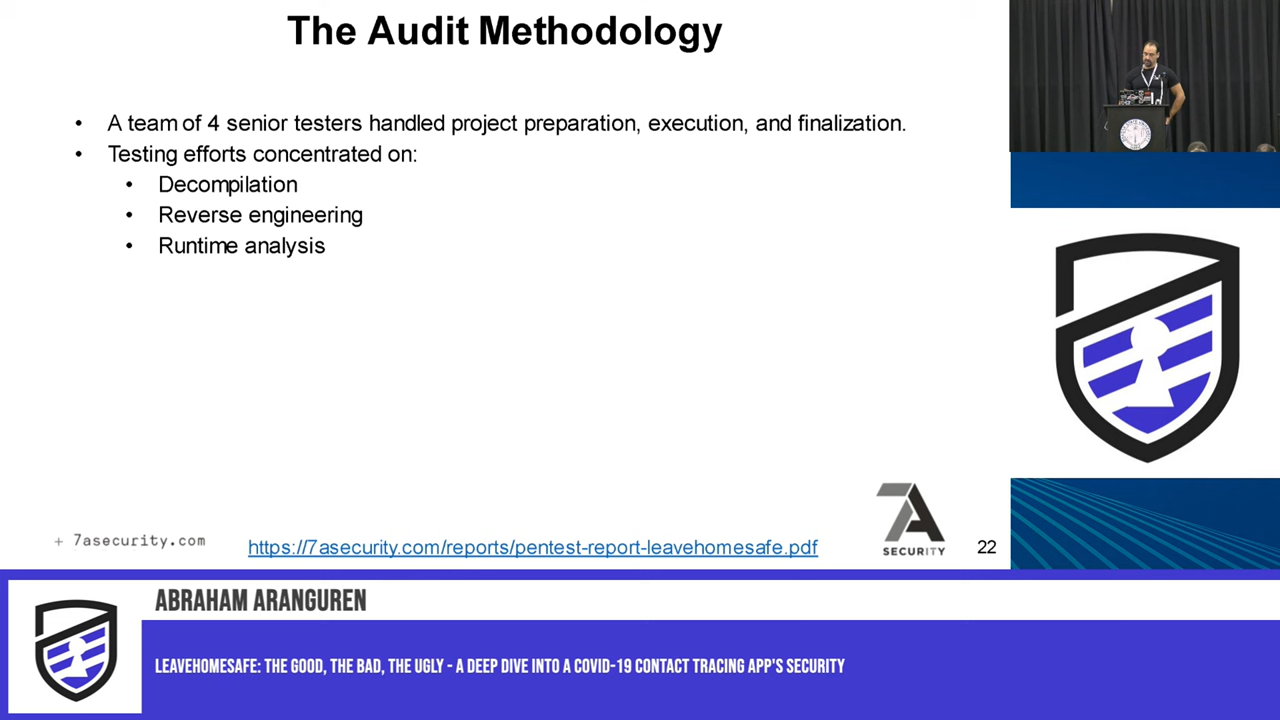 The Audit Methodology
• A team of 4 senior testers handled project preparation, execution, and finalization.
• Testing efforts concentrated on:
• Decompilation
• Reverse engineering
• Runtime analysis
+ 7asecurity.com
https://7asecurity.com/reports/pentest-report-leavehomesafe.pdf
7A
SECURITY
22
ABRAHAM ARANGUREN
LEAVEHOMESAFE: THE GOOD, THE BAD, THE UGLY - A DEEP DIVE INTO A COVID-19 CONTACT TRACING APP'S SECURITY